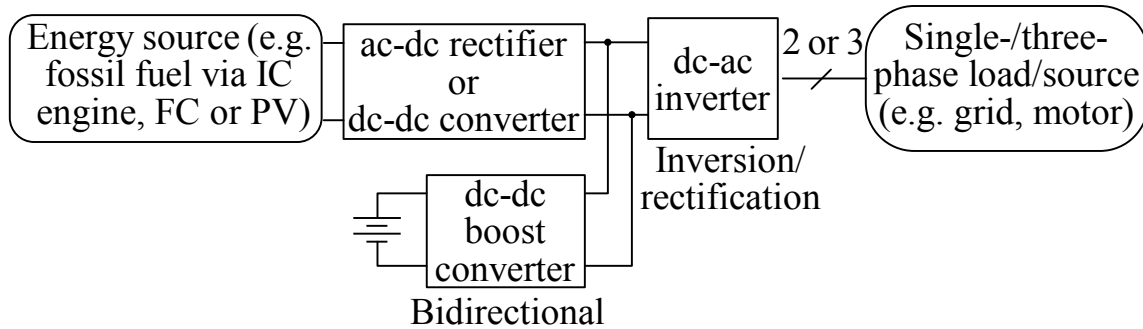 Energy source (e.g.
fossil fuel via IC
engine, FC or PV)
ac-dc rectifier
or
dc-dc converter
dc-ac
inverter
2 or 3
Single-/three-
phase load/source
(e.g. grid, motor)
Inversion/
rectification
dc-dc
boost
converter
Bidirectional